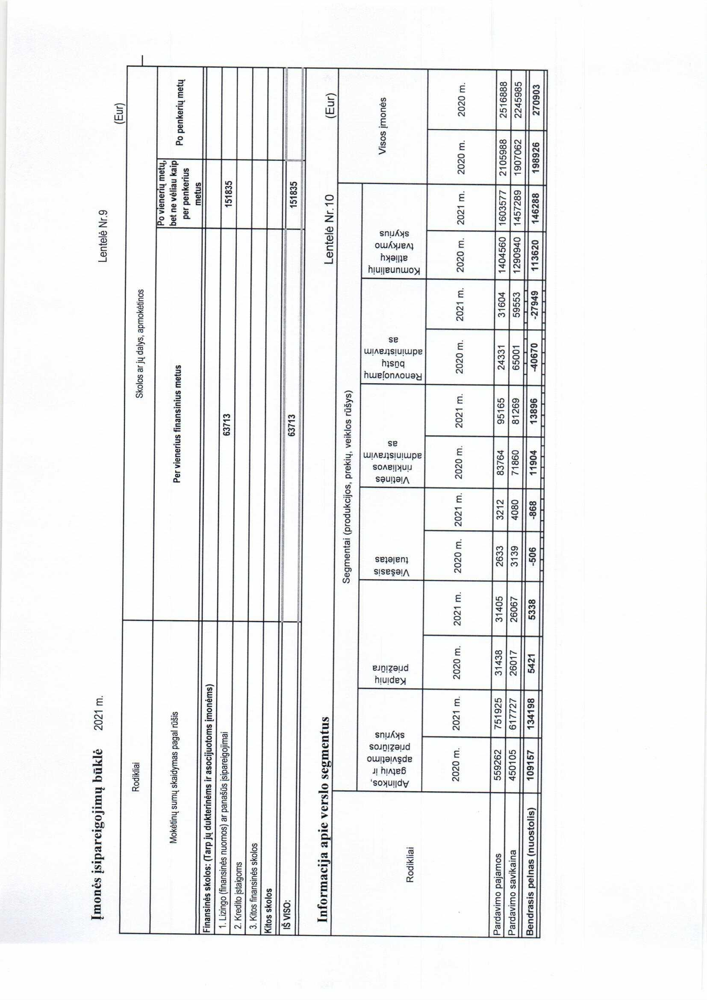 Įmonės įsipareigojimų būklė 2021 m. Lentelė Nr.9
(Eur)
Rodikliai Skolos ar jų dalys, apmokėtinos
Mokėtinų sumų skaidymas pagal rūšis Per vienerius finansinius metus Po vienerių metų, bet ne vėliau kaip per penkerius metus Po penkerių metų
Finansinės skolos: (Tarp jų dukterinėms ir asocijuotoms įmonėms)
1. Lizingo (finansinės nuomos) ar panašūs įsipareigojimai 63713 151835
2. Kredito įstaigoms
3. Kitos finansinės skolos
Kitos skolos
IŠ VISO: 63713 151835
Informacija apie verslo segmentus Lentelė Nr.10 (Eur)
Rodikliai Segmentai (produkcijos, prekių, veiklos rūšys) Visos įmonės
Aplinkos, gatvių ir apšvietimo priežiūros skyrius Kapinių priežiūra Viešasis tualetas Vietinės rinkliavos administravim as Renovuojamų būstų administravim as Komunalinių atliekų tvarkymo skyrius
2020 m. 2021 m. 2020 m. 2021 m. 2020 m. 2021 m. 2020 m. 2021 m. 2020 m. 2021 m. 2020 m. 2021 m. 2020 m. 2020 m.
Pardavimo pajamos 559262 751925 31438 31405 2633 3212 83764 95165 24331 31604 1404560 1603577 2105988 2516888
Pardavimo savikaina 450105 617727 26017 26067 3139 4080 71860 81269 65001 59553 1290940 1457289 1907062 2245985
Bendrasis pelnas (nuostolis) 109157 134198 5421 5338 -506 -868 11904 13896 -40670 -27949 113620 146288 198926 270903